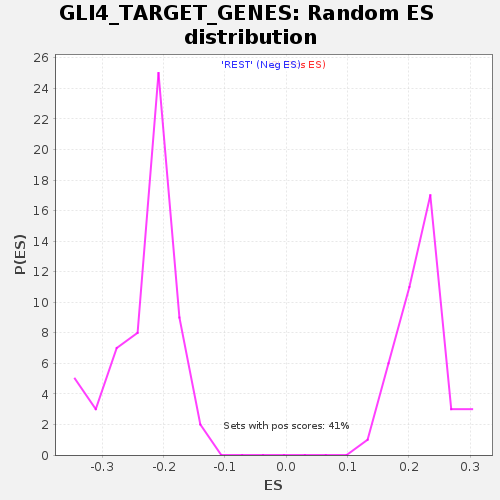 GLI4_TARGET_GENES: Random ES
distribution
'REST' (Neg ES)s ES)
26
24
22
20
18
16
14
12
10
8
6
4
2
0
P(ES)
Sets with pos scores: 41%
-0.3 -0.2 -0.1 0.0 0.1 0.2 0.3
ES